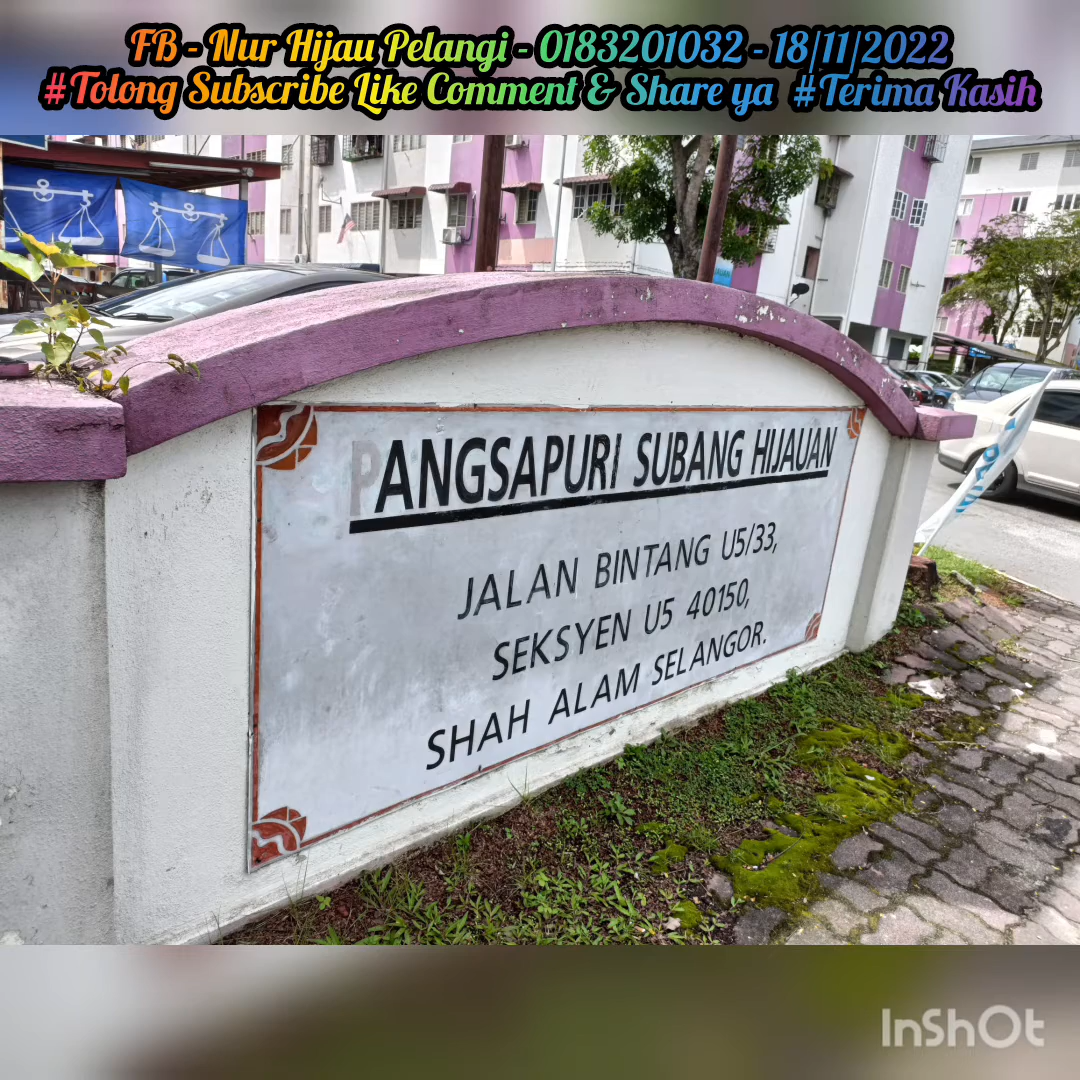 FB - Nur Hijau Pelangi - 0183201032 - 18/11/2022
#Tolong Subscribe Like Comment & Share ya #Terima Kasih
PANGSAPURI SUBANG HIJAUAN
JALAN BINTANG U5/33,
SEKSYEN U5 40150,
SHAH ALAM SELANGOR.
InShOt